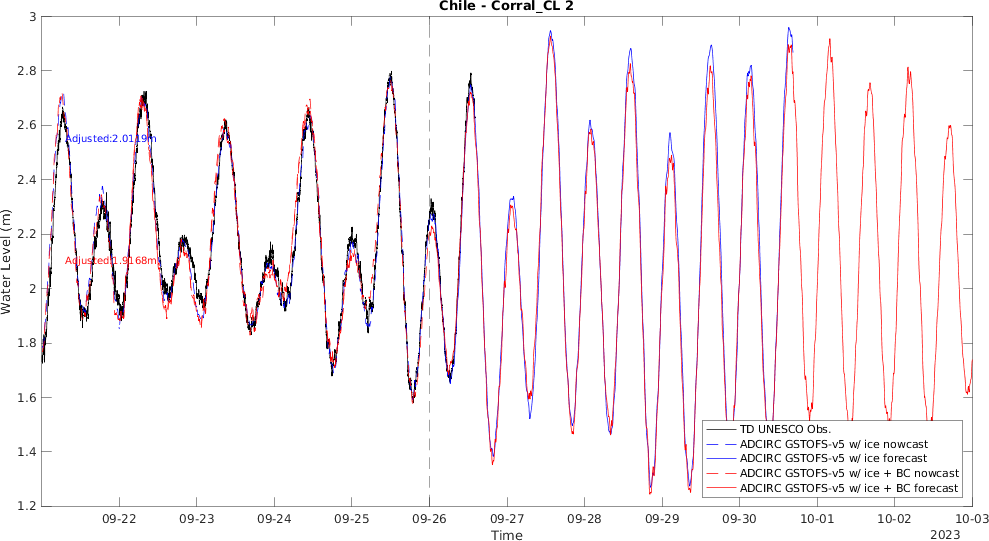 Chile - Corral_CL 2
3
2.8
2.6
2.4
2.2
2
1.8
1.6
1.4
1.2
Water Level (m)
Adjusted:2.0119m
Adjusted:1.9168m
TD UNESCO Obs.
ADCIRC GSTOFS-v5 w/ ice nowcast
ADCIRC GSTOFS-v5 w/ ice forecast
ADCIRC GSTOFS-v5 w/ ice + BC nowcast
ADCIRC GSTOFS-v5 w/ ice + BC forecast
09-22 09-23 09-24 09-25 09-26 09-27 09-28 09-29 09-30 10-01 10-02 10-03
Time
2023